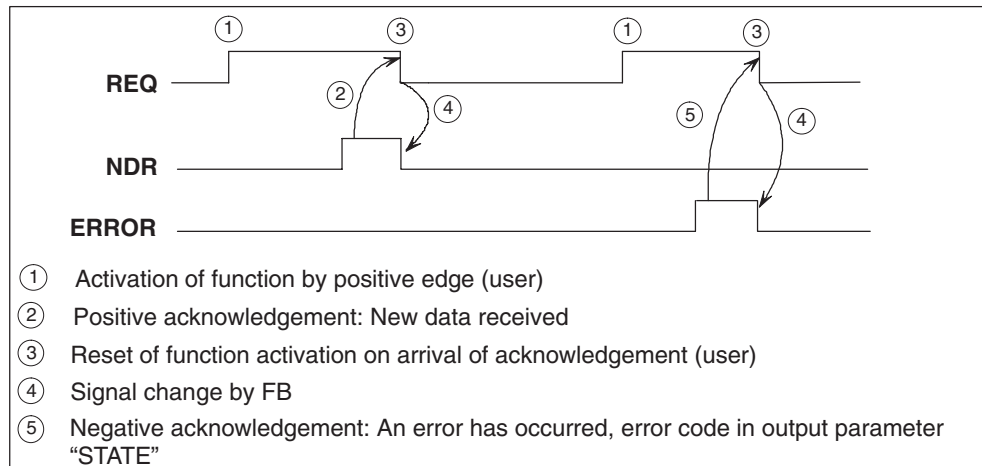 ① ③ ① ③
REQ
② ④ ⑤ ④
NDR
ERROR
① Activation of function by positive edge (user)
② Positive acknowledgement: New data received
③ Reset of function activation on arrival of acknowledgement (user)
④ Signal change by FB
⑤ Negative acknowledgement: An error has occurred, error code in output parameter
“STATE”